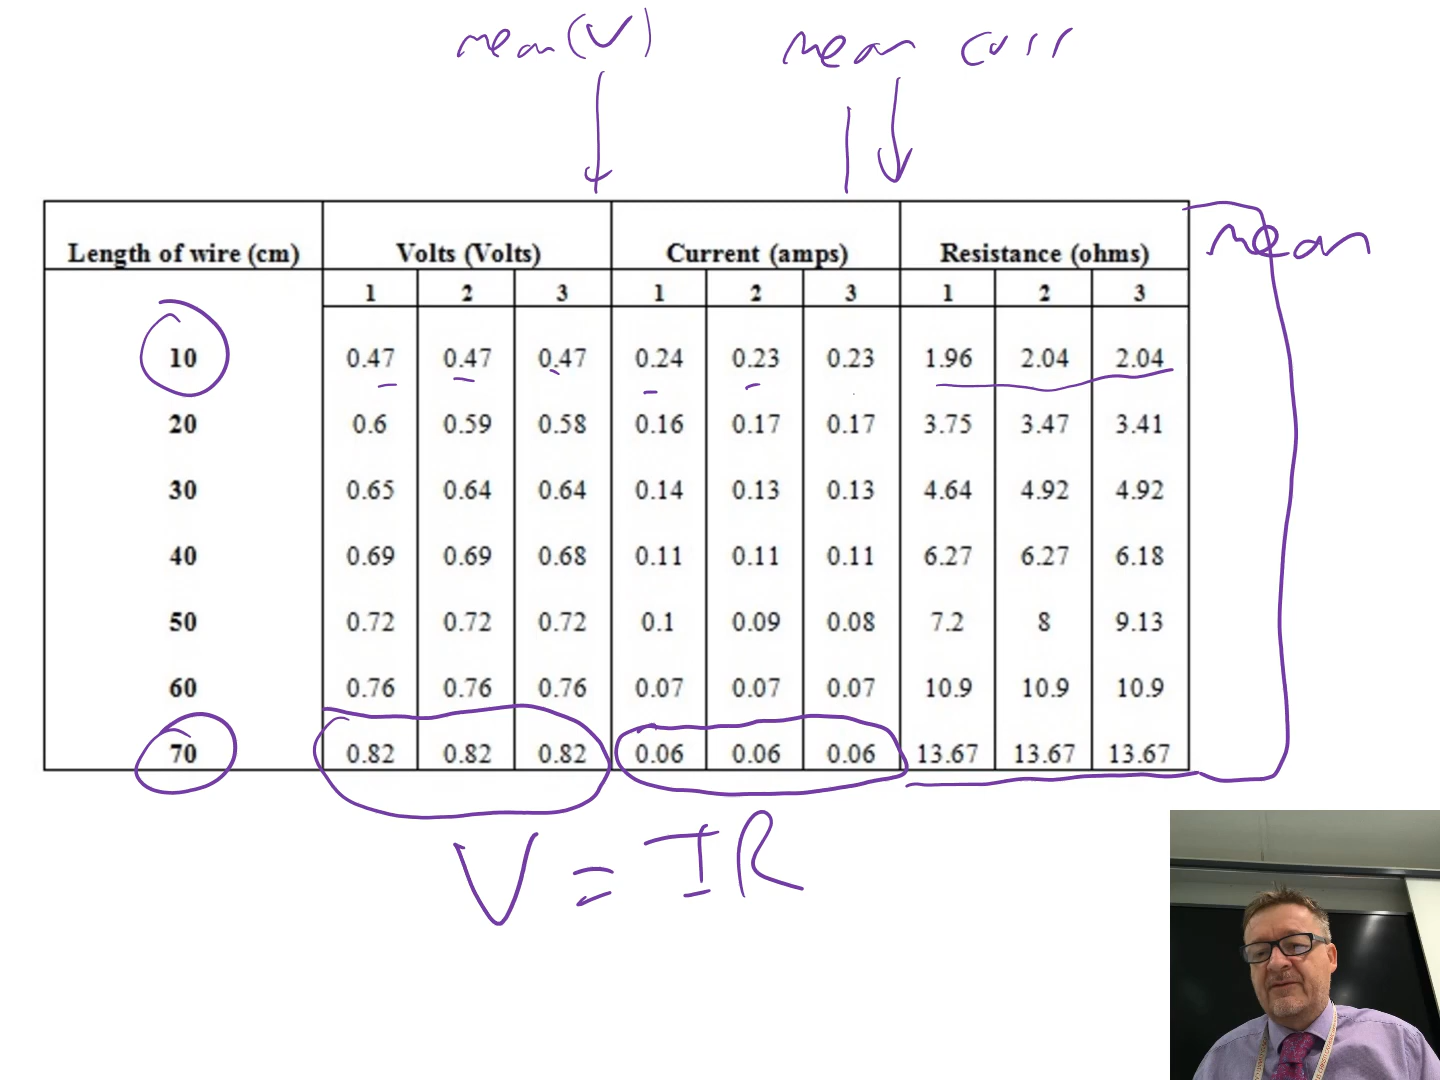 mean(V) mean curr
Length of wire (cm) Volts (Volts) Current (amps) Resistance (ohms) mean
1 2 3 1 2 3 1 2 3
10 0.47 0.47 0.47 0.24 0.23 0.23 1.96 2.04 2.04
20 0.6 0.59 0.58 0.16 0.17 0.17 3.75 3.47 3.41
30 0.65 0.64 0.64 0.14 0.13 0.13 4.64 4.92 4.92
40 0.69 0.69 0.68 0.11 0.11 0.11 6.27 6.27 6.18
50 0.72 0.72 0.72 0.1 0.09 0.08 7.2 8 9.13
60 0.76 0.76 0.76 0.07 0.07 0.07 10.9 10.9 10.9
70 0.82 0.82 0.82 0.06 0.06 0.06 13.67 13.67 13.67
V = IR